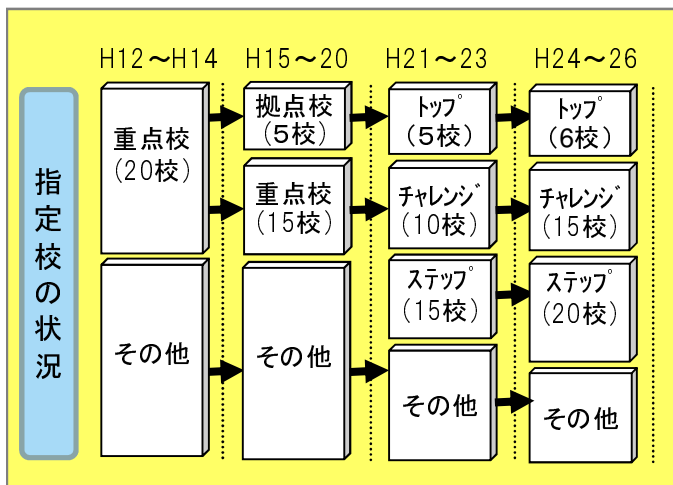 H12～H14
H15～20
H21～23
H24～26
指定校の状況
重点校
(20校)
その他
拠点校
(5校)
重点校
(15校)
その他
ﾄｯﾌﾟ
(5校)
ﾁｬﾚﾝｼﾞ
(10校)
ｽﾃｯﾌﾟ
(15校)
その他
ﾄｯﾌﾟ
(6校)
ﾁｬﾚﾝｼﾞ
(15校)
ｽﾃｯﾌﾟ
(20校)
その他